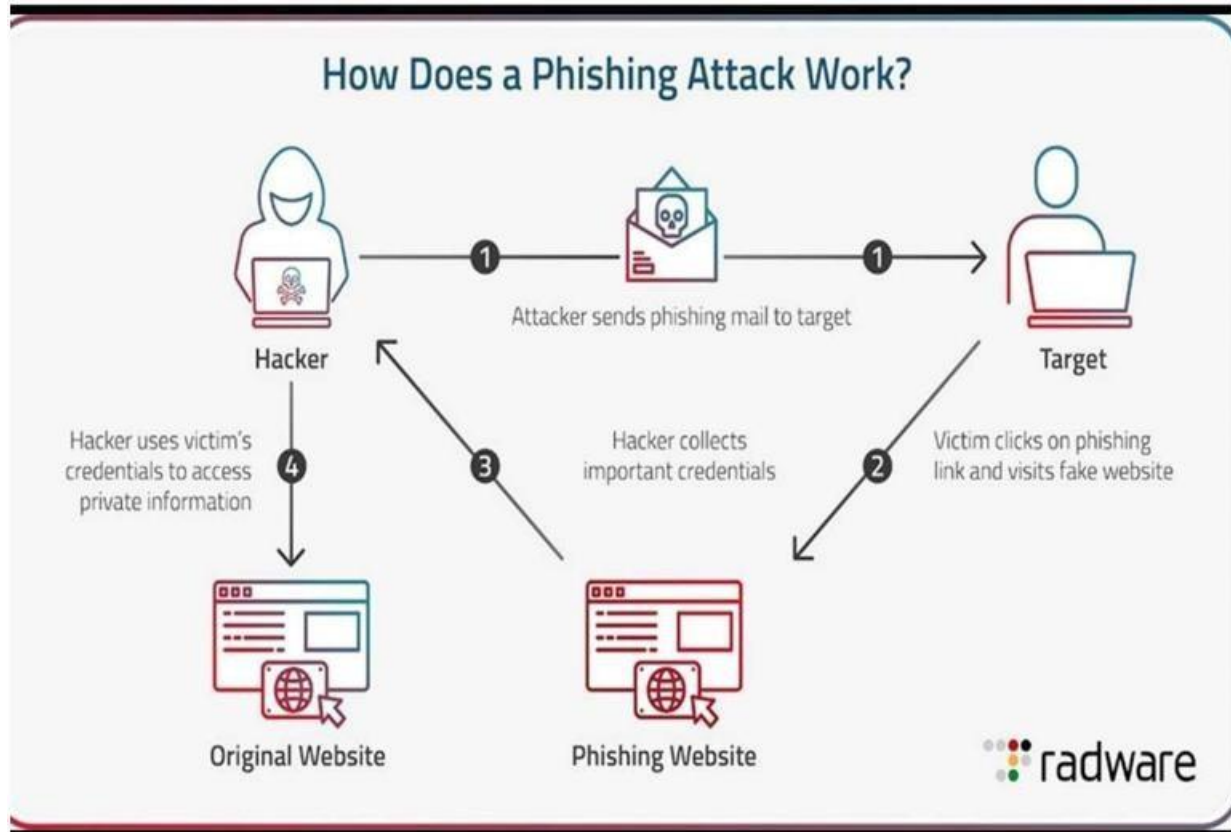 How Does a Phishing Attack Work?
1
1
Attacker sends phishing mail to target
Hacker
Target
Hacker uses victim's
credentials to access
private information
4
3
Hacker collects
important credentials
2
Victim clicks on phishing
link and visits fake website
Original Website
Phishing Website
radware